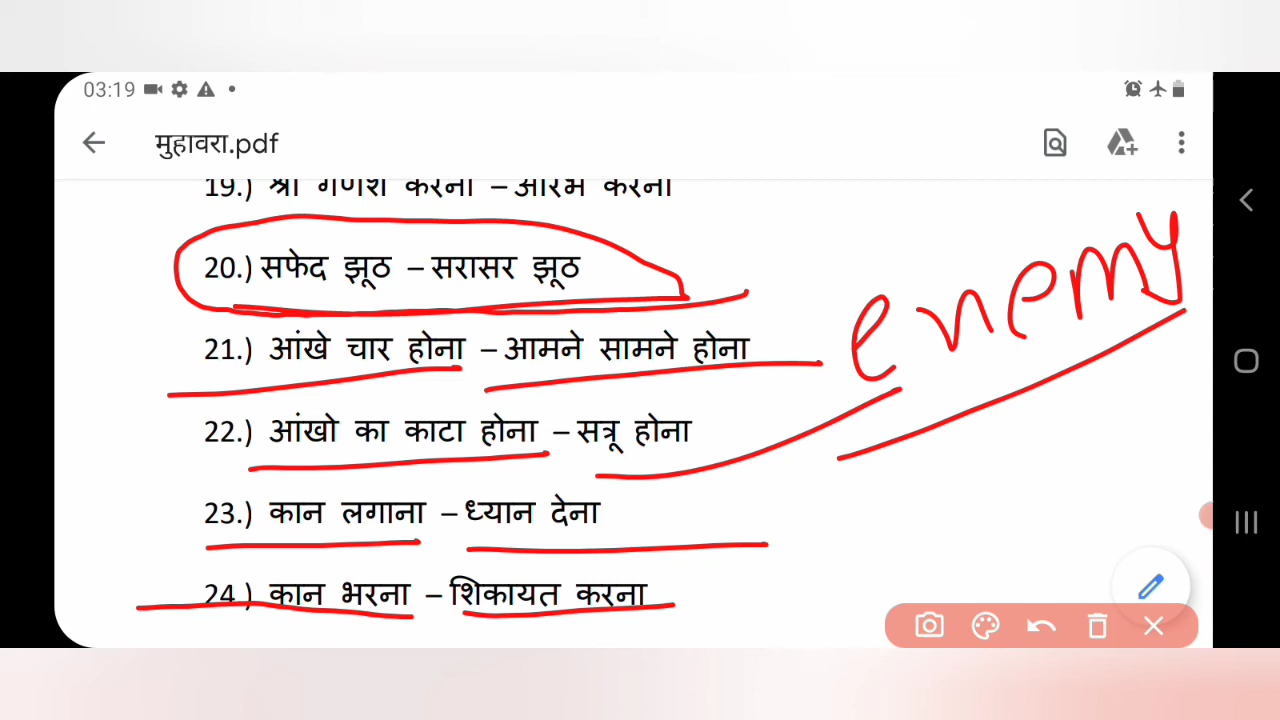 03:19
मुहावरा.pdf
19.) श्री गणेश करना – आरंभ करना
20.) सफेद झूठ – सरासर झूठ
21.) आंखे चार होना – आमने सामने होना
22.) आंखो का काटा होना – सत्रू होना
enemy
23.) कान लगाना – ध्यान देना
24.) कान भरना – शिकायत करना